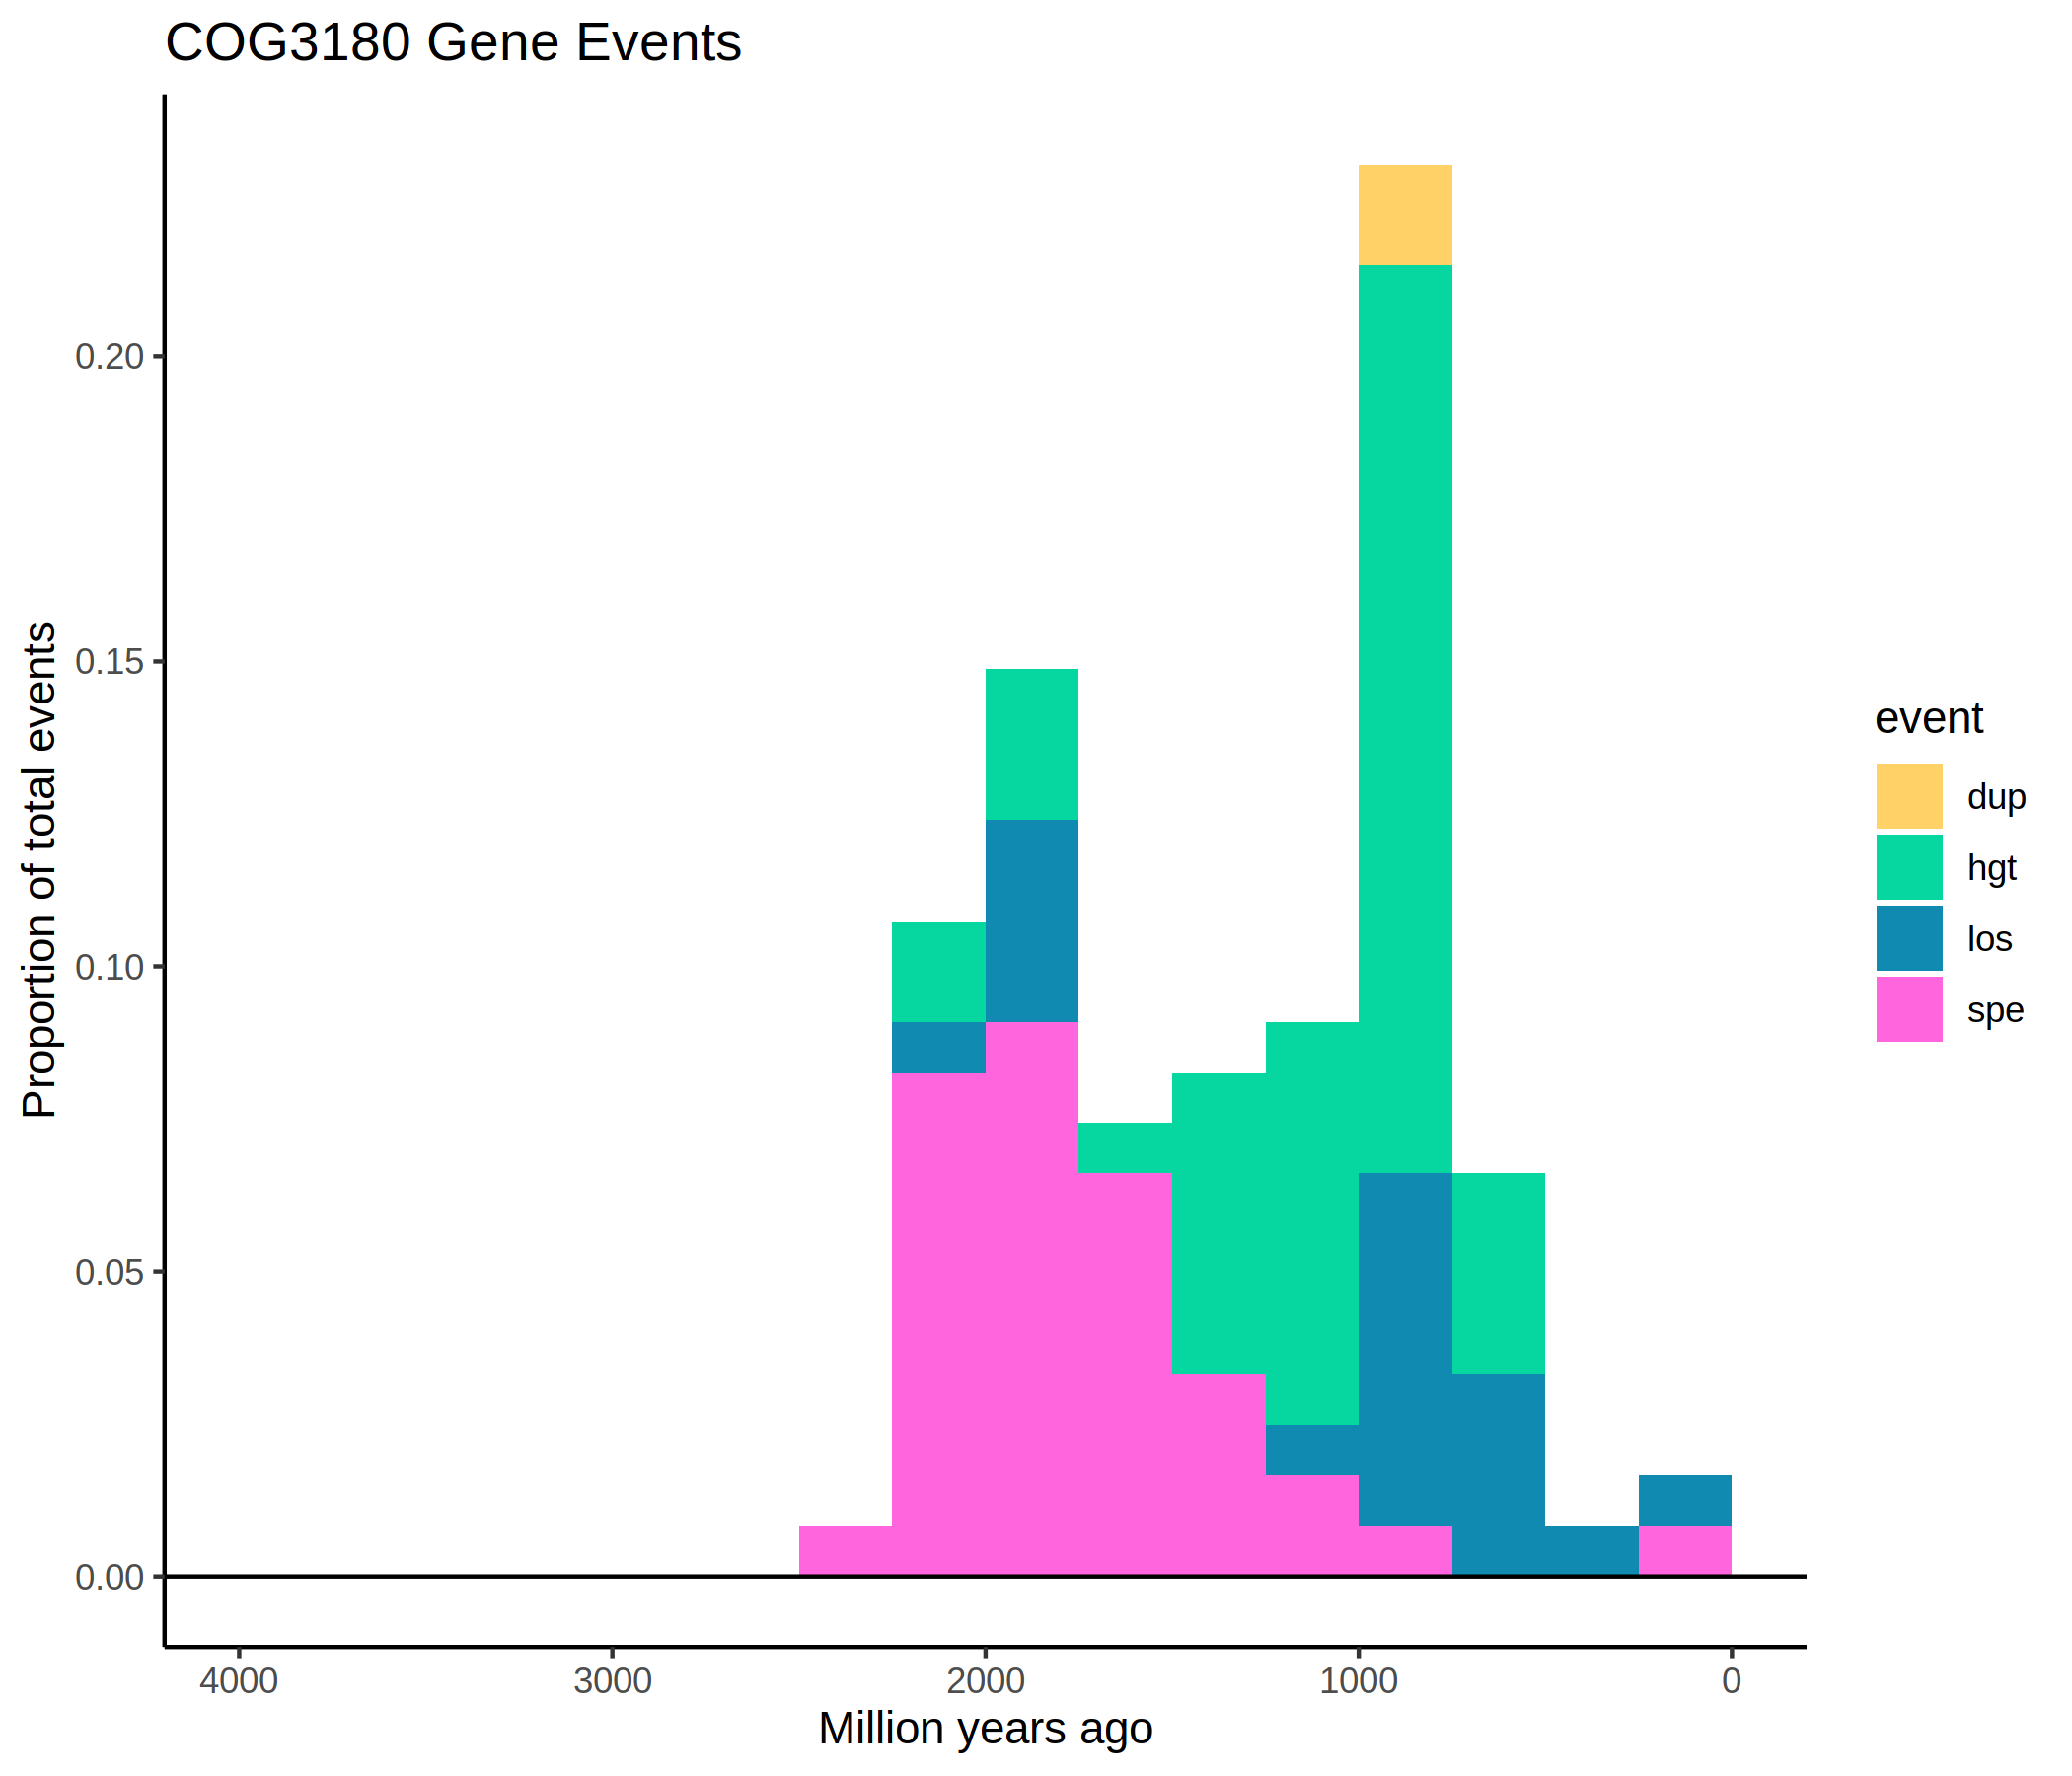 COG3180 Gene Events
Proportion of total events
0.20
0.15
0.10
0.05
0.00
4000 3000 2000 1000 0
Million years ago
event
dup
hgt
los
spe